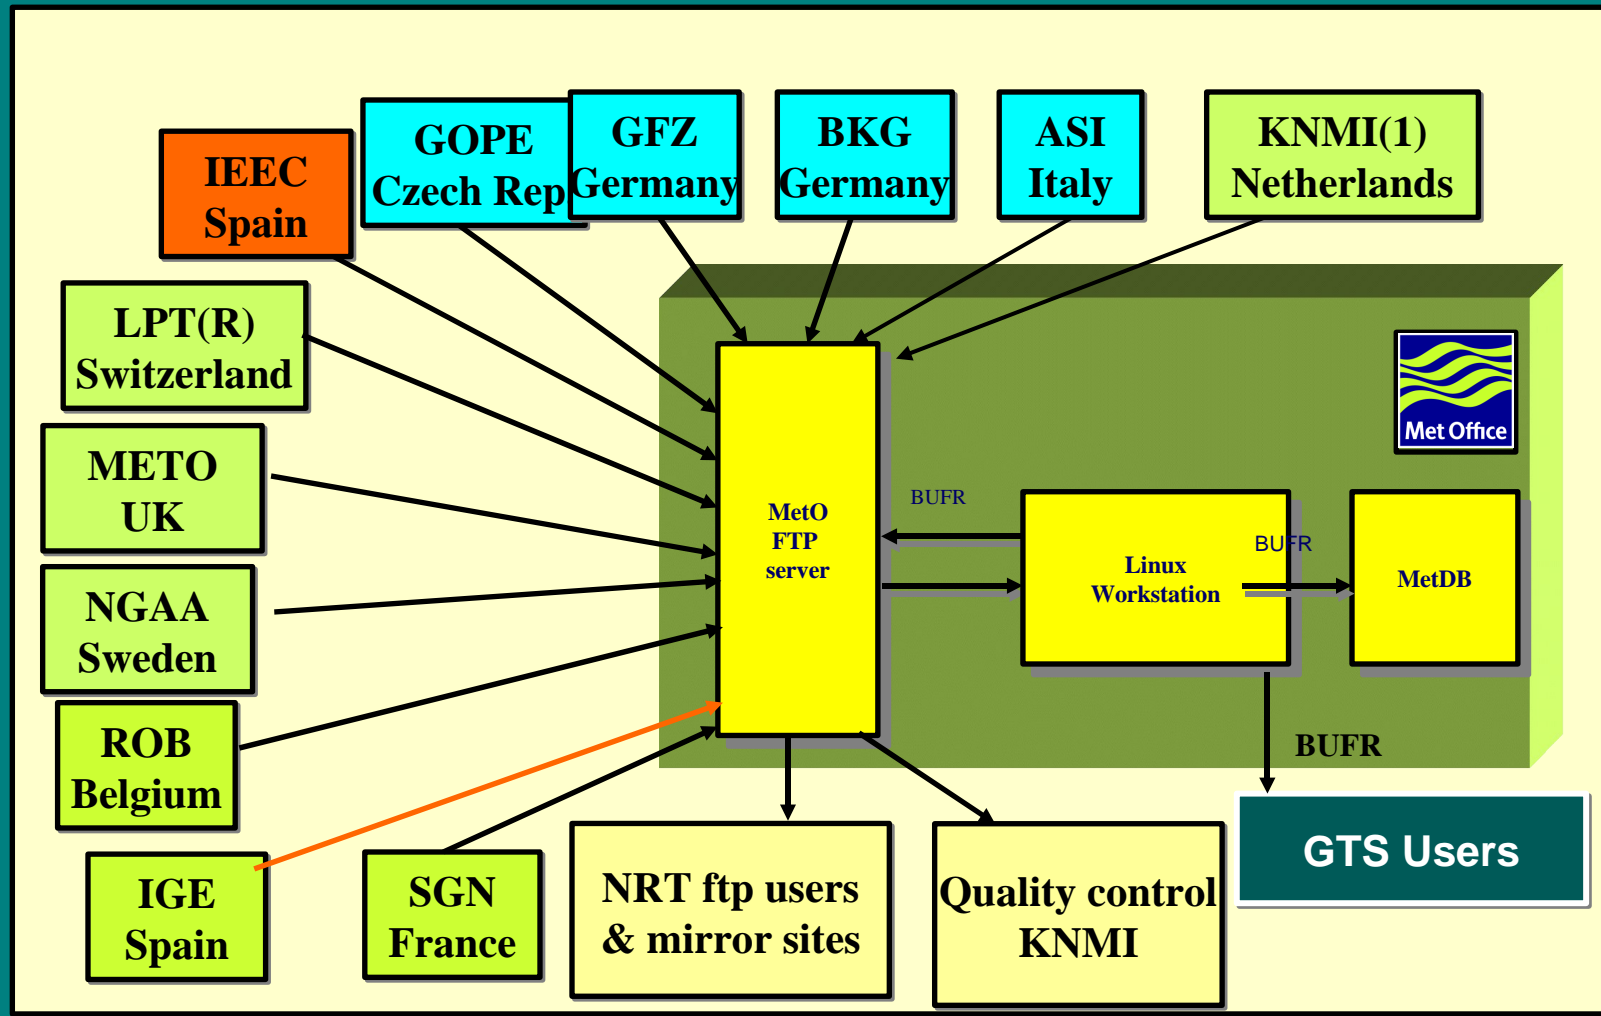 IEEC
Spain
GOPE
Czech Rep
GFZ
Germany
BKG
Germany
ASI
Italy
KNMI(1)
Netherlands
LPT(R)
Switzerland
METO
UK
NGAA
Sweden
ROB
Belgium
IGE
Spain
SGN
France
MetO
FTP
server
BUFR
Linux
Workstation
BUFR
MetDB
Met Office
BUFR
GTS Users
NRT ftp users
& mirror sites
Quality control
KNMI